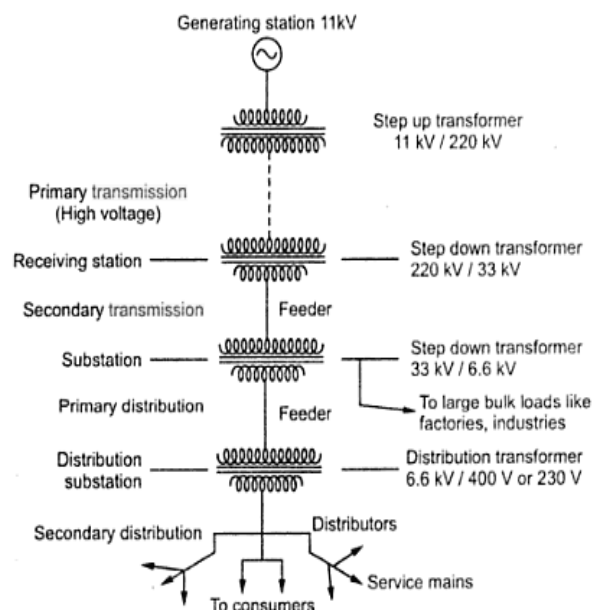 Generating station 11kV
Step up transformer
11 kV / 220 kV
Primary transmission
(High voltage)
Receiving station
Step down transformer
220 kV / 33 kV
Secondary transmission
Feeder
Substation
Step down transformer
33 kV / 6.6 kV
To large bulk loads like
factories, industries
Primary distribution
Feeder
Distribution
substation
Distribution transformer
6.6 kV / 400 V or 230 V
Secondary distribution
Distributors
Service mains
To consumers